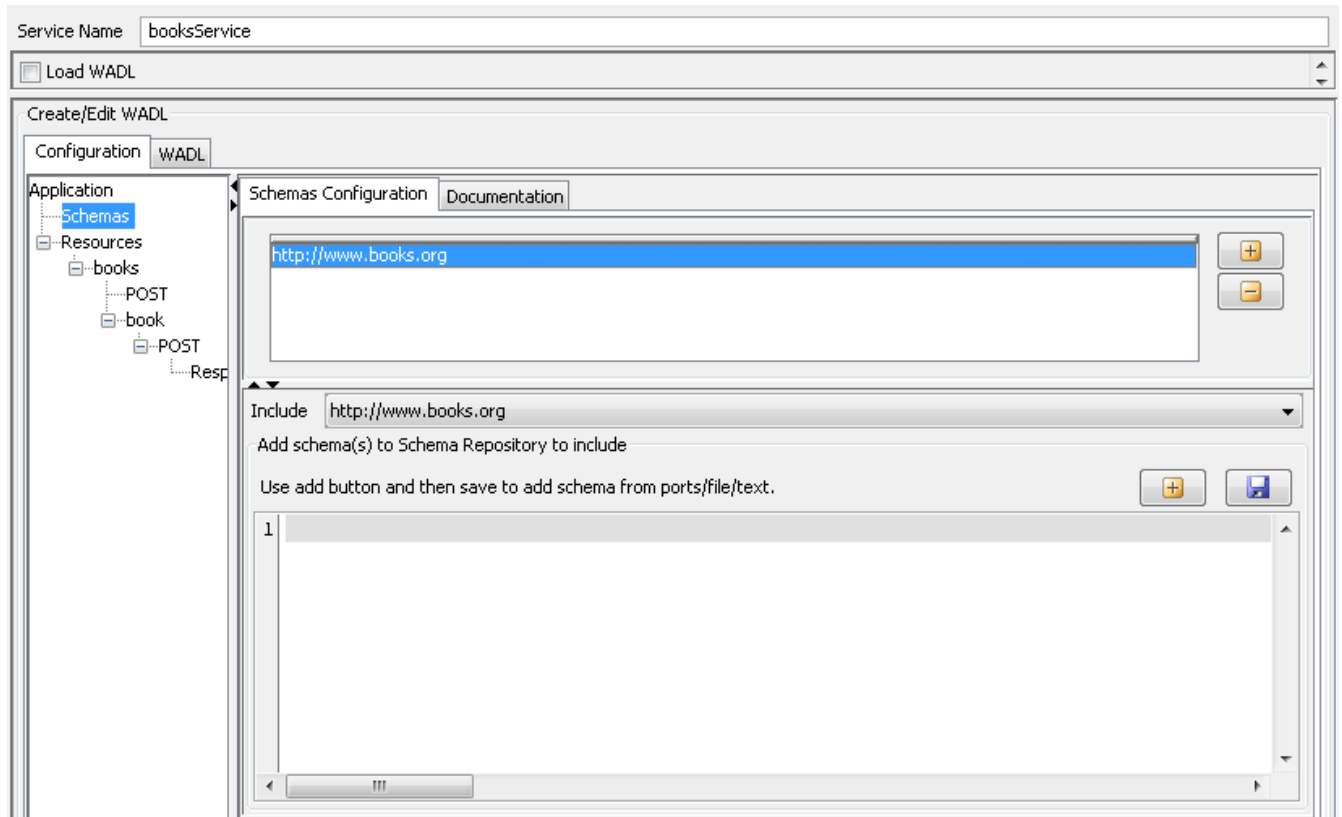 Service Name booksService
Load WADL
Create/Edit WADL
Configuration WADL
Application
Schemas
Resources
books
POST
book
POST
Resp
Schemas Configuration Documentation
http://www.books.org
Include http://www.books.org
Add schema(s) to Schema Repository to include
Use add button and then save to add schema from ports/file/text.
1